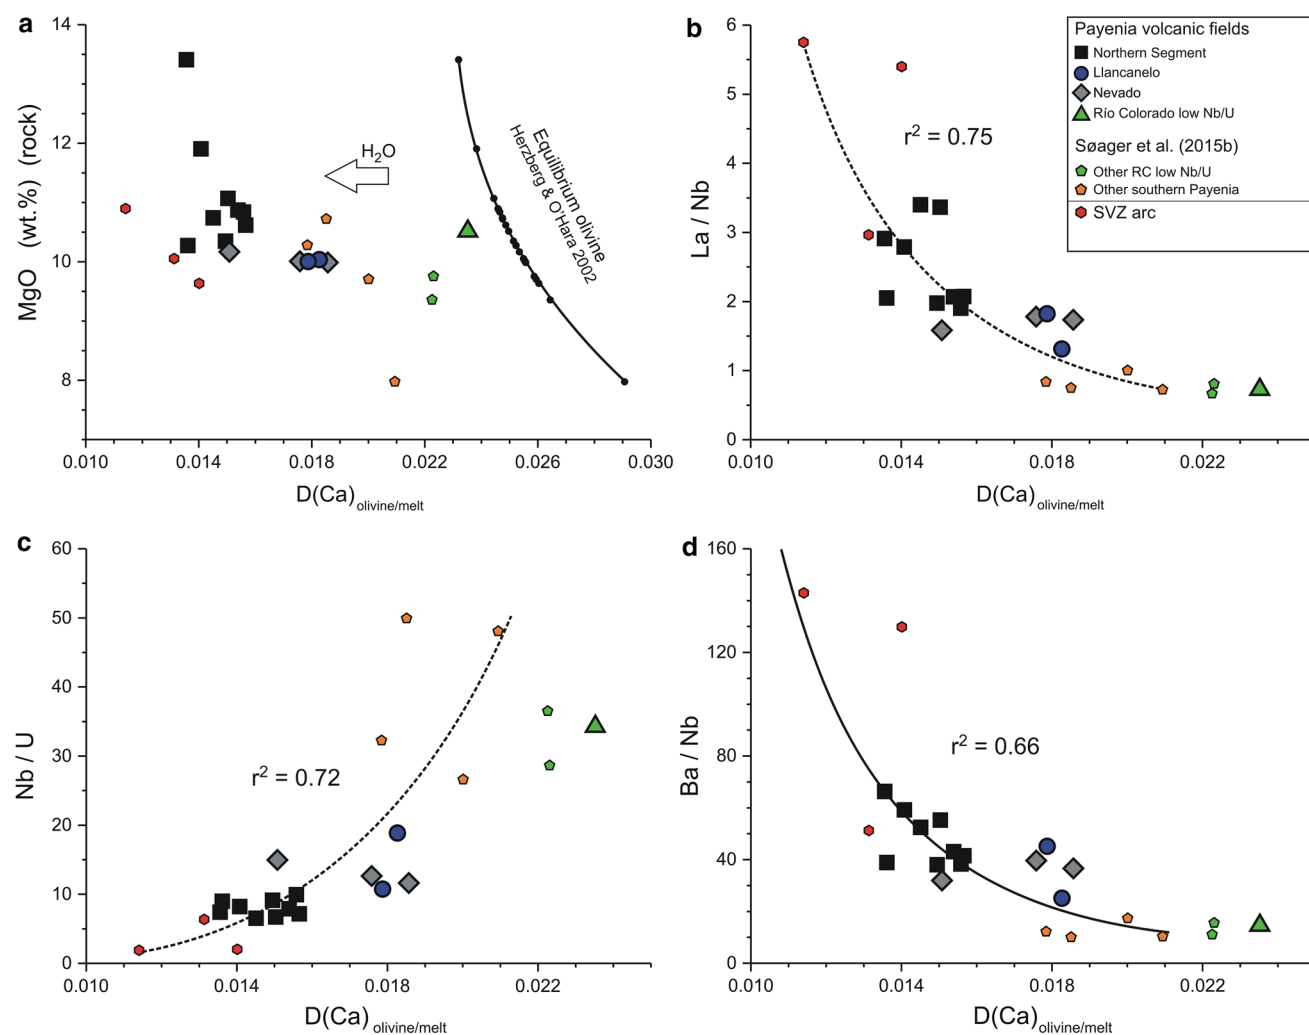 a
14
12
10
8
MgO (wt.%) (rock)
H2O
Equilibrium olivine
Herzberg & O'Hara 2002
0.010
0.014
0.018
0.022
0.026
0.030
D(Ca)olivine/melt
b
6
5
4
3
2
1
0
La / Nb
r2 = 0.75
Payenia volcanic fields
Northern Segment
Llancanelo
Nevado
Río Colorado low Nb/U
Søager et al. (2015b)
Other RC low Nb/U
Other southern Payenia
SVZ arc
0.010
0.014
0.018
0.022
D(Ca)olivine/melt
c
60
50
40
30
20
10
0
Nb / U
r2 = 0.72
0.010
0.014
0.018
0.022
D(Ca)olivine/melt
d
160
120
80
40
0
Ba / Nb
r2 = 0.66
0.010
0.014
0.018
0.022
D(Ca)olivine/melt